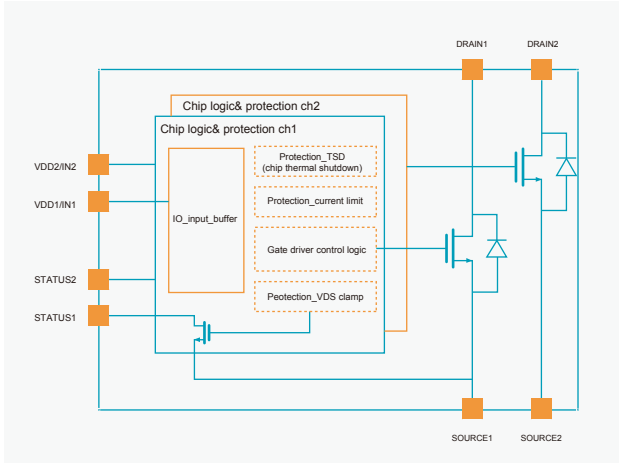 DRAIN1
DRAIN2
Chip logic& protection ch2
Chip logic& protection ch1
VDD2/IN2
VDD1/IN1
STATUS2
STATUS1
IO_input_buffer
Protection_TSD
(chip thermal shutdown)
Protection_current limit
Gate driver control logic
Peotection_VDS clamp
SOURCE1
SOURCE2